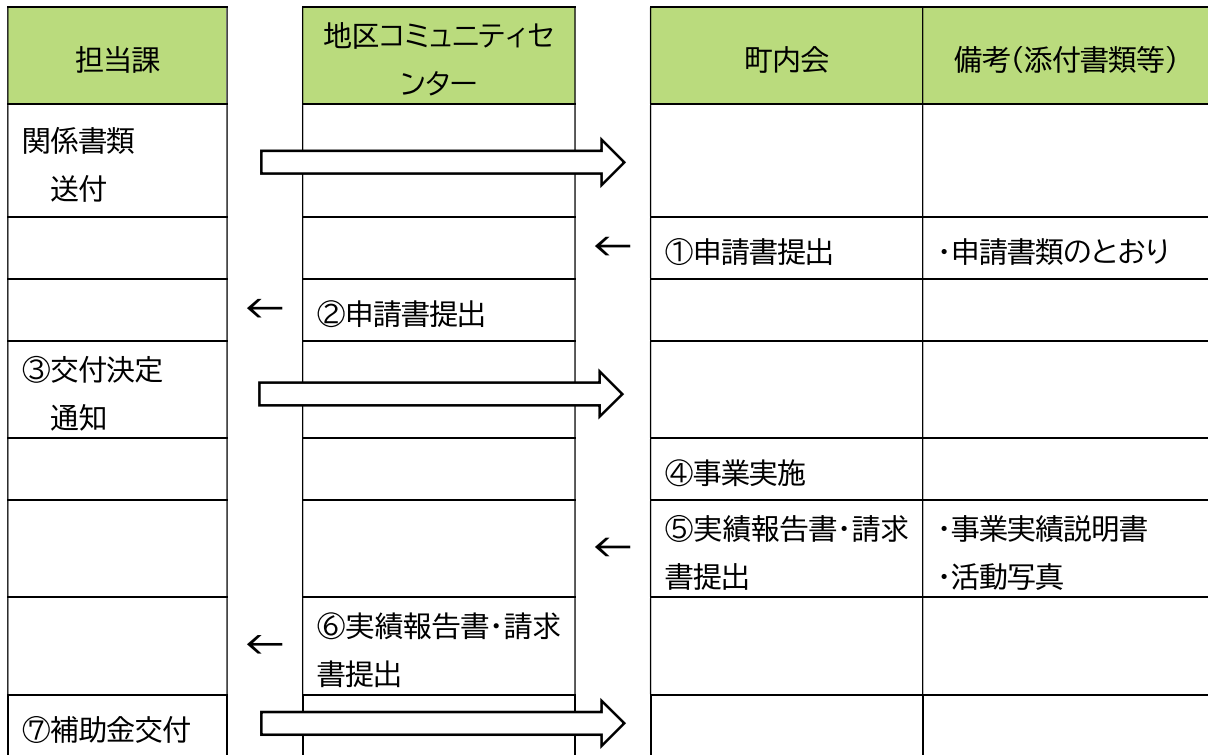 担当課
地区コミュニティセ
ンター
町内会
備考(添付書類等)
関係書類
送付
←
①申請書提出
・申請書類のとおり
←
②申請書提出
③交付決定
通知
④事業実施
←
⑤実績報告書・請求
書提出
・事業実績説明書
・活動写真
←
⑥実績報告書・請求
書提出
⑦補助金交付